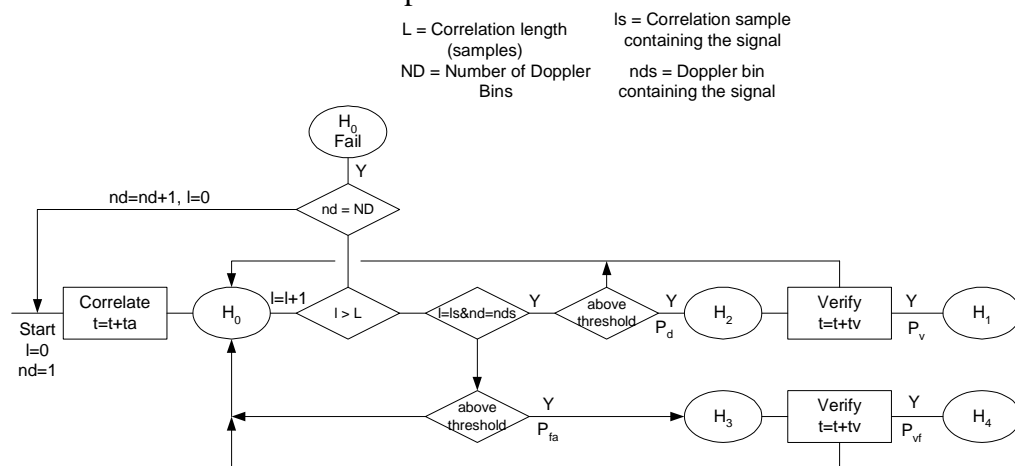 L = Correlation length
(samples)
ND = Number of Doppler
Bins
ls = Correlation sample
containing the signal
nds = Doppler bin
containing the signal
H0
Fail
Y
nd=nd+1, l=0
nd = ND
Correlate
t=t+ta
H0
l=l+1
l > L
l=ls&nd=nds
Y
above
threshold
Y
Pd
H2
Verify
t=t+tv
Y
Pv
H1
Start
l=0
nd=1
above
threshold
Y
Pfa
H3
Verify
t=t+tv
Y
Pvf
H4